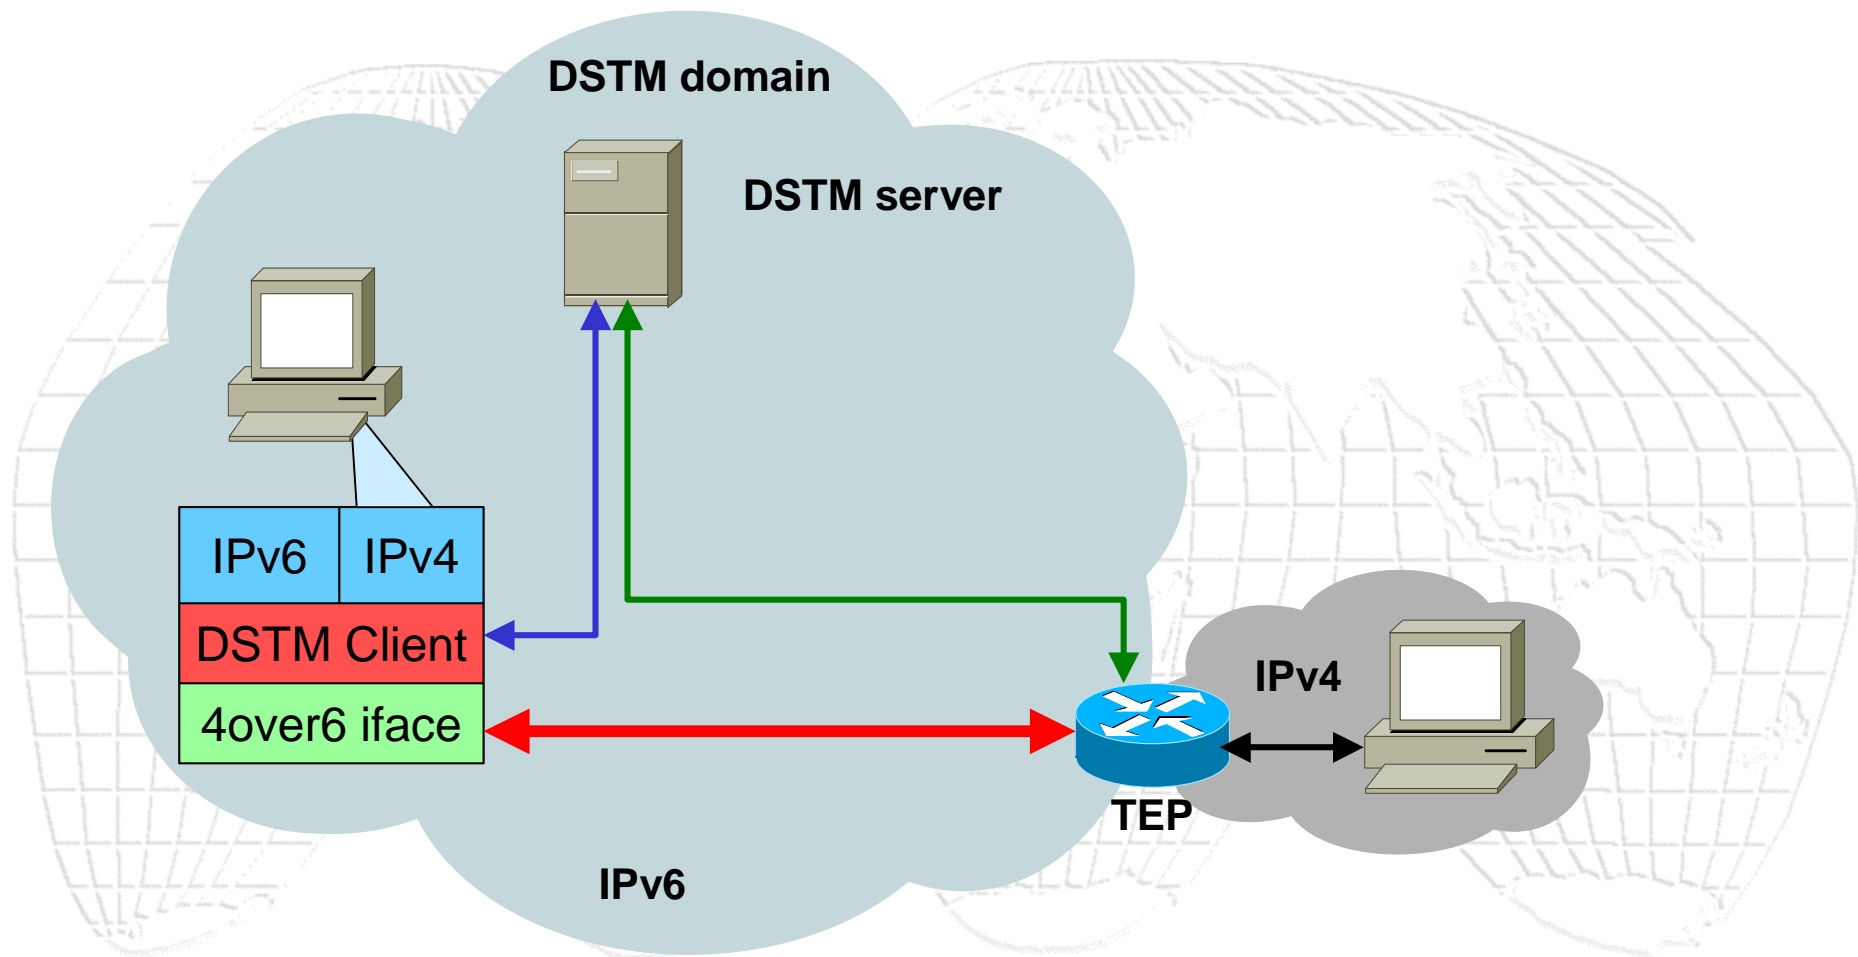 DSTM domain
DSTM server
IPv6
IPv4
DSTM Client
4over6 iface
IPv4
TEP
IPv6